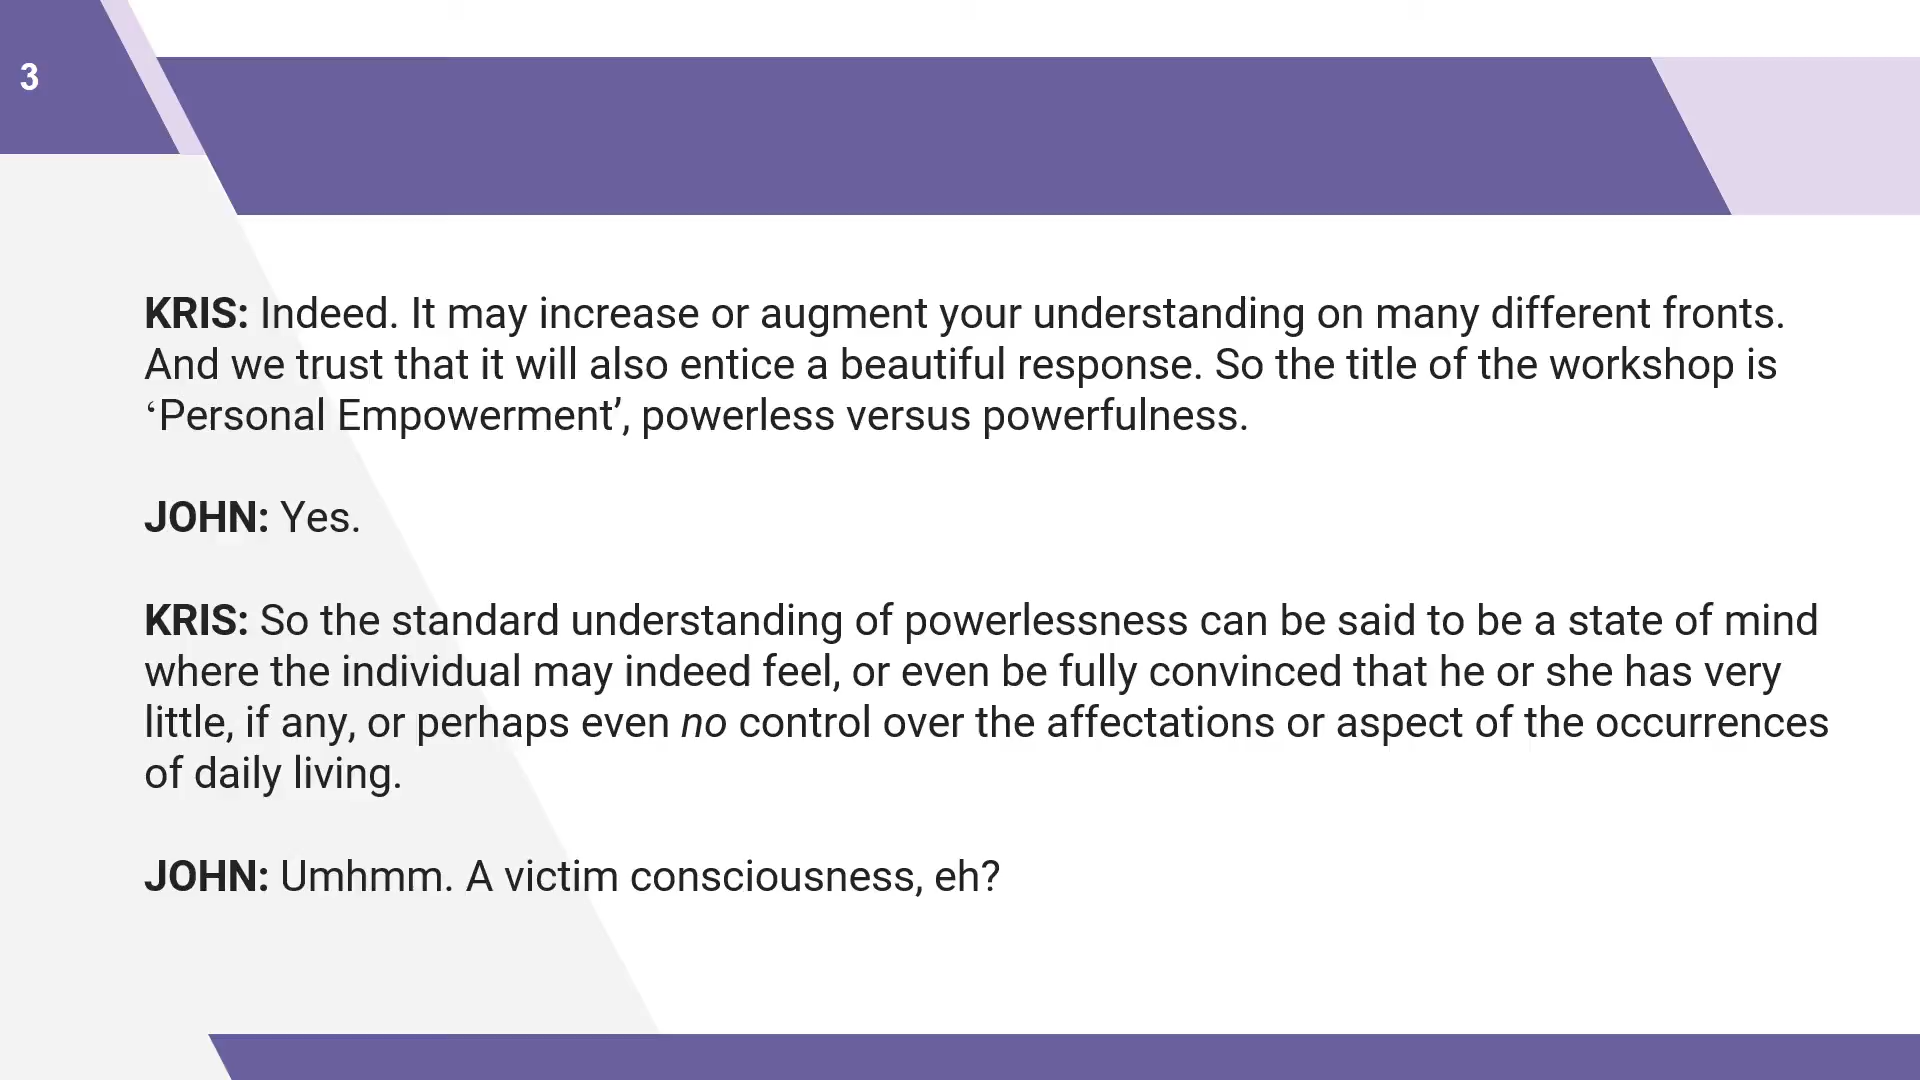 3
KRIS: Indeed. It may increase or augment your understanding on many different fronts.
And we trust that it will also entice a beautiful response. So the title of the workshop is
‘Personal Empowerment’, powerless versus powerfulness.
JOHN: Yes.
KRIS: So the standard understanding of powerlessness can be said to be a state of mind
where the individual may indeed feel, or even be fully convinced that he or she has very
little, if any, or perhaps even no control over the affectations or aspect of the occurrences
of daily living.
JOHN: Umhmm. A victim consciousness, eh?